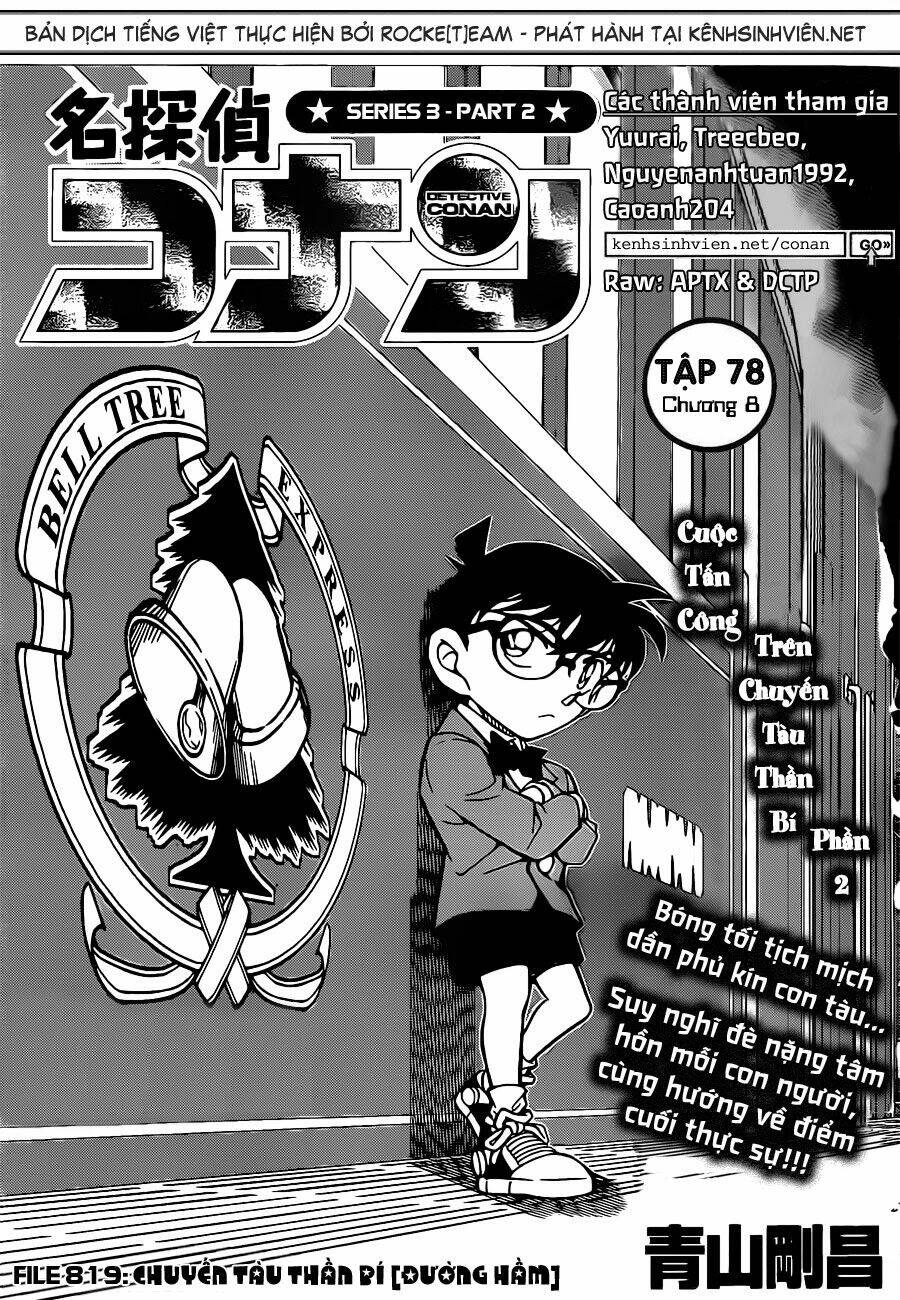 BẢN DỊCH TIẾNG VIỆT THỰC HIỆN BỞI ROCKE[T]EAM - PHÁT HÀNH TẠI KÊNHSINHVIÊN.NET
名探偵
コナン
DETECTIVE
CONAN
★ SERIES 3 - PART 2 ★
Các thành viên tham gia
Yuurai, Treecbeo,
Nguyenanhtuan1992,
Caoanh204
kenhsinhvien.net/conan GO»
Raw: APTX & DCTP
TẬP 78
Chương 8
BELL TREE
EXPRESS
Cuộc
Tấn
Công
Trên
Chuyến
Tàu
Thần
Bí
Phần
2
Bóng tối tịch mịch
dần phủ kín con tàu...
Suy nghĩ đè nặng tâm
hồn mỗi con người,
cùng hướng về điểm
cuối thực sự!!!
FILE 819: CHUYẾN TÀU THẦN BÍ [ĐƯỜNG HẦM]
青山剛昌